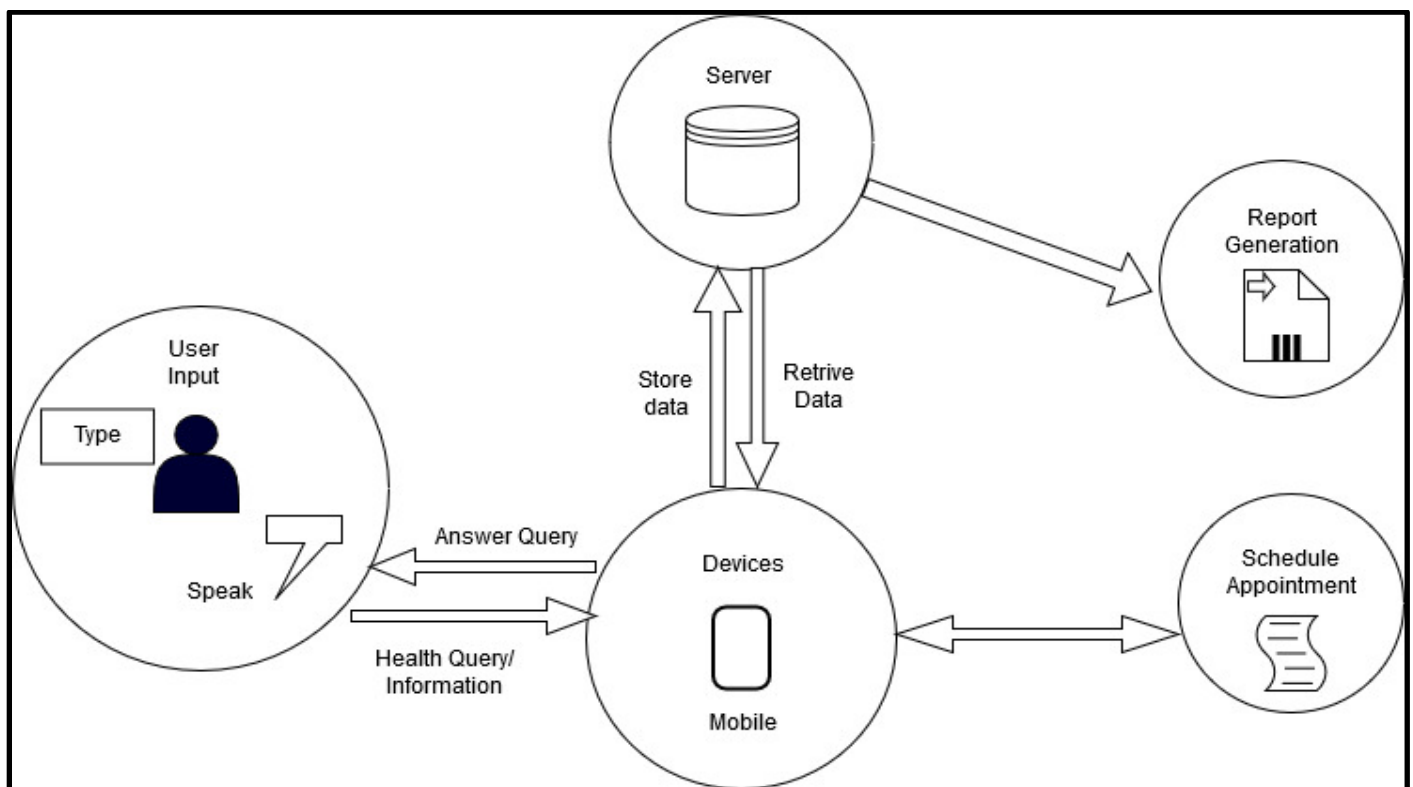 Server
Report
Generation
User
Input
Type
Speak
Store
data
Retrive
Data
Answer Query
Health Query/
Information
Devices
Mobile
Schedule
Appointment